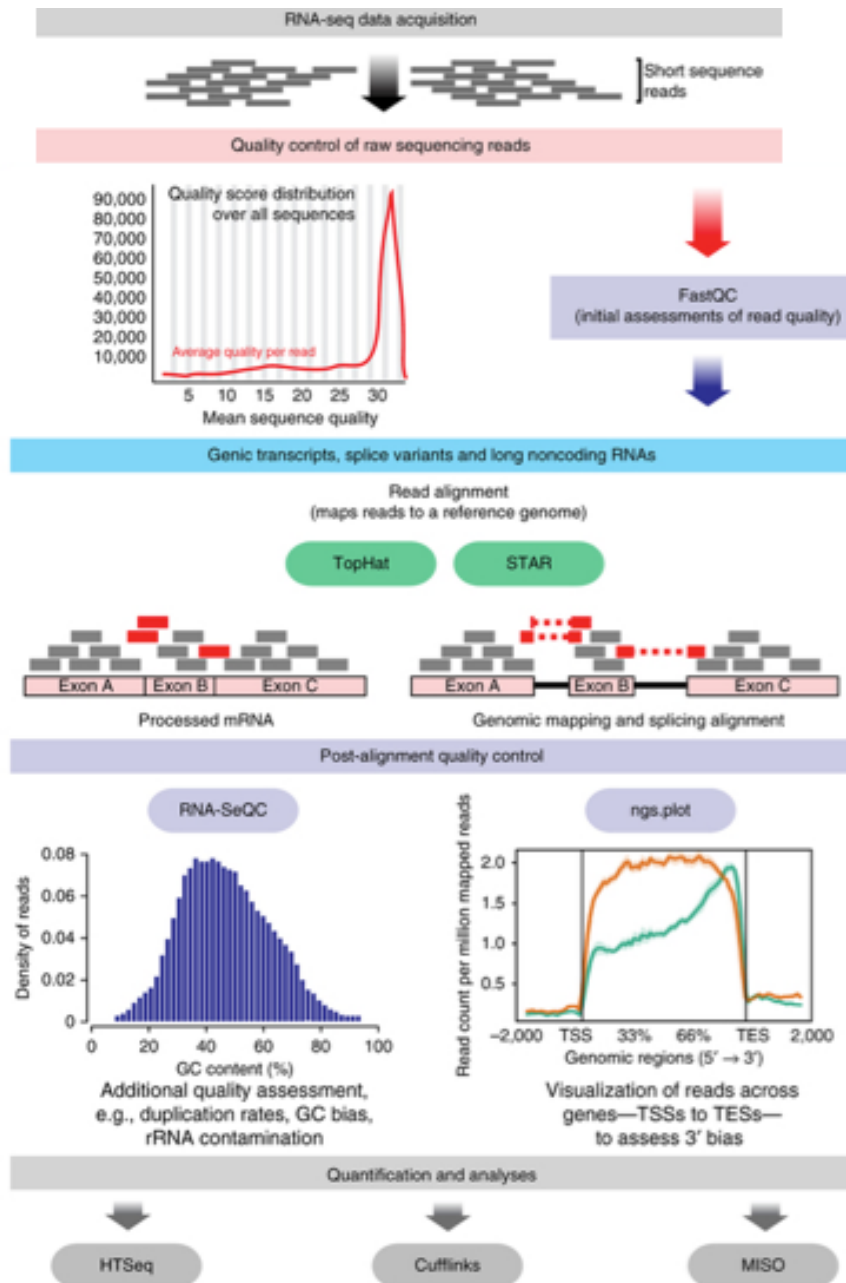 RNA-seq data acquisition
Short sequence
reads
Quality control of raw sequencing reads
Quality score distribution
over all sequences
90,000
80,000
70,000
60,000
50,000
40,000
30,000
20,000
10,000
Average quality per read
5 10 15 20 25 30
Mean sequence quality
FastQC
(initial assessments of read quality)
Genic transcripts, splice variants and long noncoding RNAs
Read alignment
(maps reads to a reference genome)
TopHat STAR
Exon A Exon B Exon C
Processed mRNA
Exon A Exon B Exon C
Genomic mapping and splicing alignment
Post-alignment quality control
RNA-SeQC
Density of reads
0.08
0.06
0.04
0.02
0
0 20 40 60 80 100
GC content (%)
Additional quality assessment,
e.g., duplication rates, GC bias,
rRNA contamination
ngs.plot
Read count per million mapped reads
2.0
1.5
1.0
0.5
–2,000 TSS 33% 66% TES 2,000
Genomic regions (5′ → 3′)
Visualization of reads across
genes—TSSs to TESs—
to assess 3′ bias
Quantification and analyses
HTSeq Cufflinks MISO